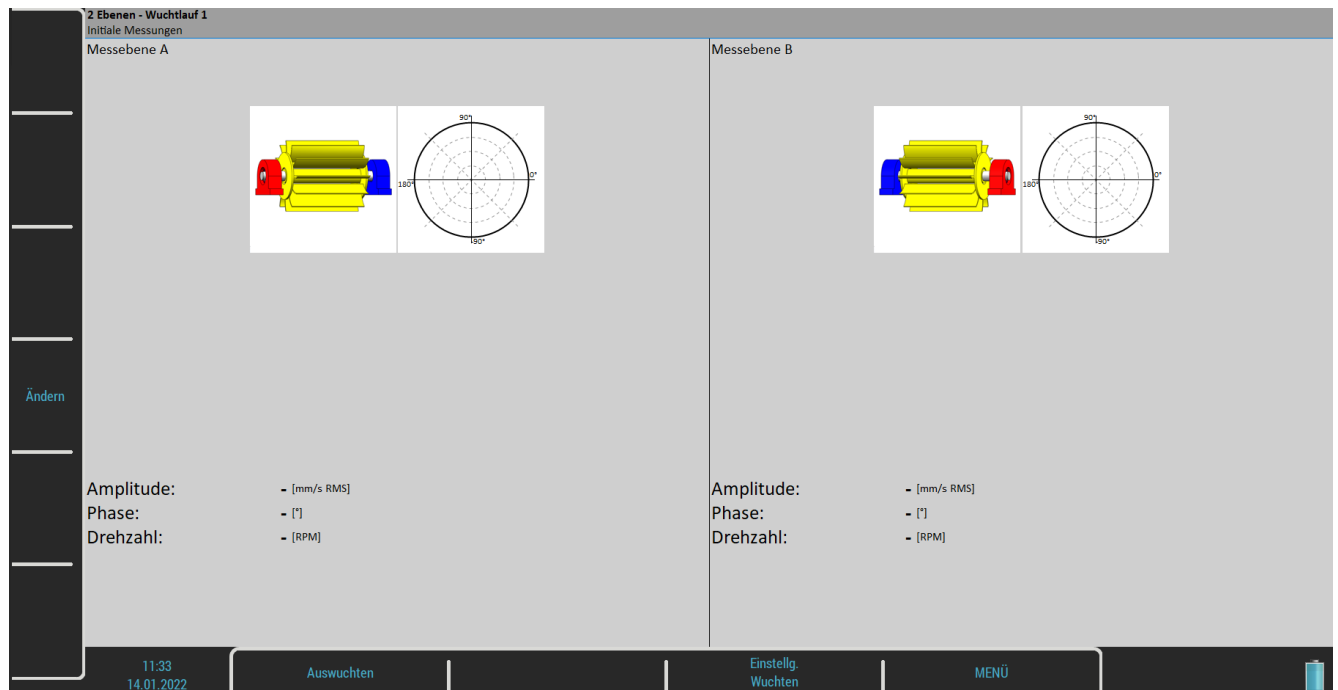 2 Ebenen - Wuchtlauf 1
Initiale Messungen
Messebene A
Messebene B
90°
180°
0°
-90°
90°
180°
0°
-90°
Ändern
Amplitude: - [mm/s RMS]
Phase: - [°]
Drehzahl: - [RPM]
Amplitude: - [mm/s RMS]
Phase: - [°]
Drehzahl: - [RPM]
11:33
14.01.2022
Auswuchten
Einstellg.
Wuchten
MENÜ